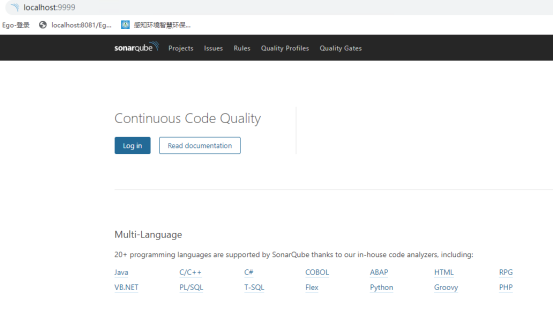 localhost:9999
Ego-登录 localhost:8081/Eg... 感知环境智慧环保...
sonarqube Projects Issues Rules Quality Profiles Quality Gates
Continuous Code Quality
Log in Read documentation
Multi-Language
20+ programming languages are supported by SonarQube thanks to our in-house code analyzers, including:
Java C/C++ C# COBOL ABAP HTML RPG
VB.NET PL/SQL T-SQL Flex Python Groovy PHP